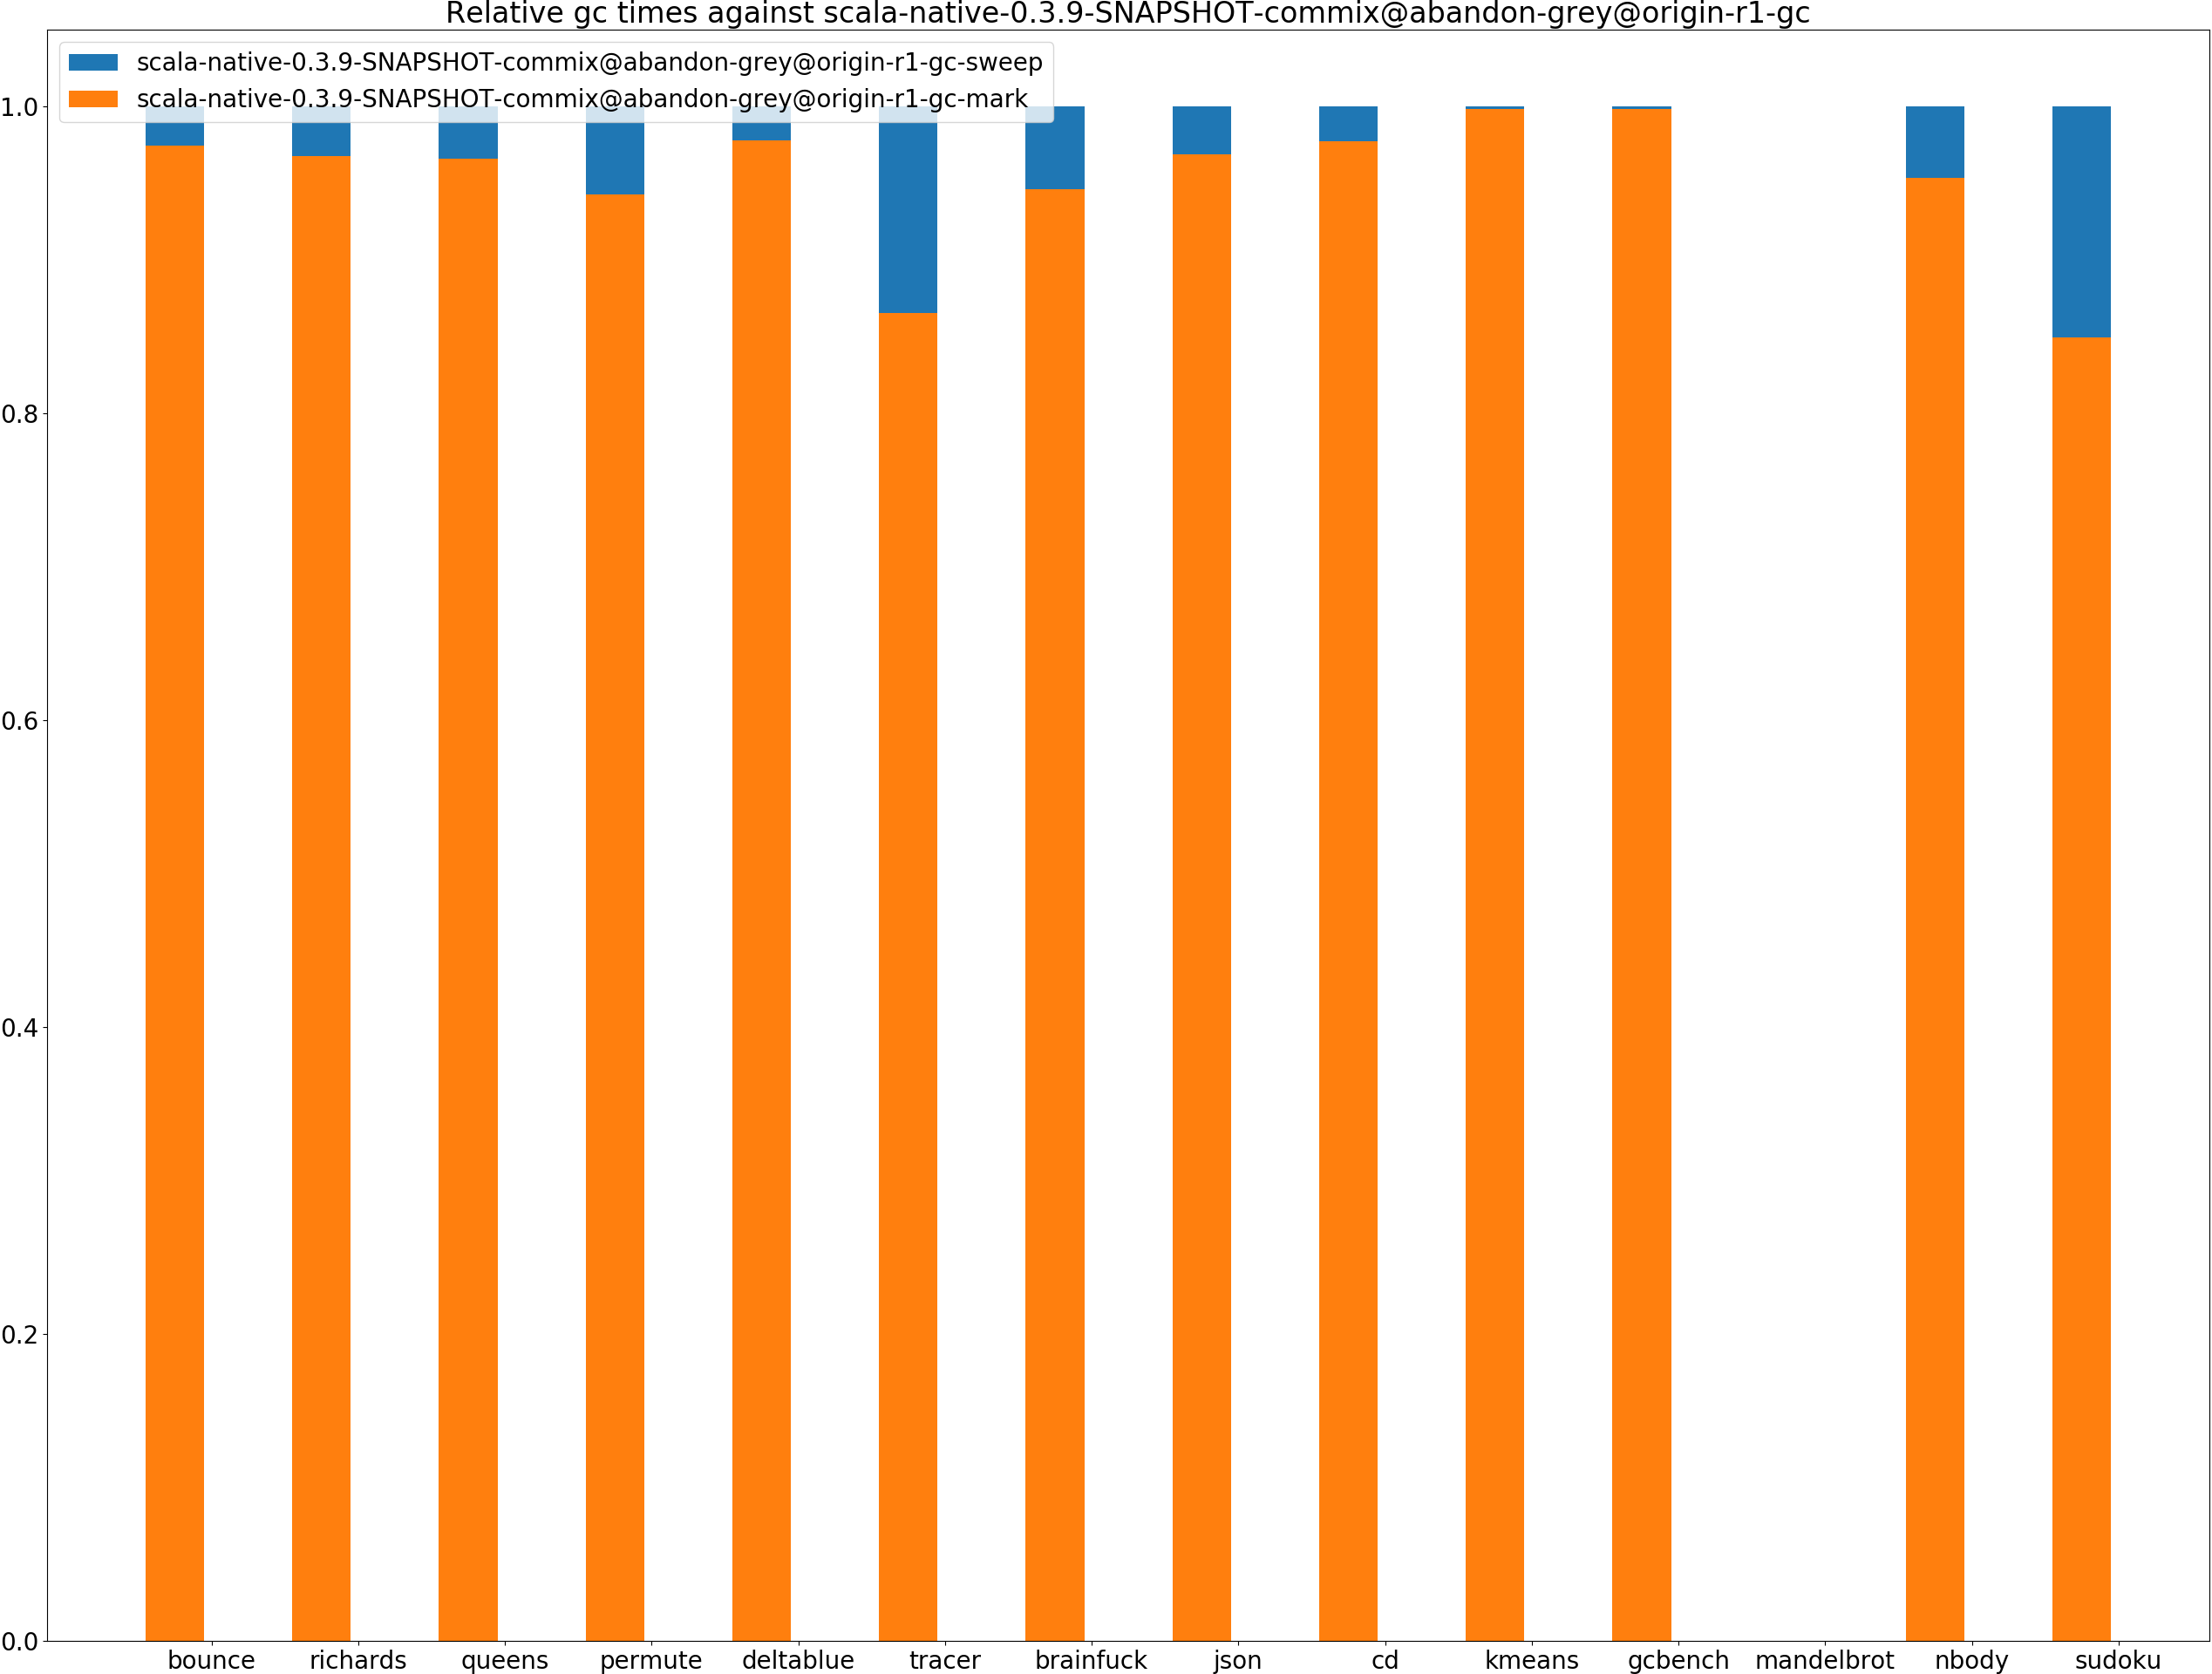 Relative gc times against scala-native-0.3.9-SNAPSHOT-commix@abandon-grey@origin-r1-gc
scala-native-0.3.9-SNAPSHOT-commix@abandon-grey@origin-r1-gc-sweep
scala-native-0.3.9-SNAPSHOT-commix@abandon-grey@origin-r1-gc-mark
1.0
0.8
0.6
0.4
0.2
0.0
bounce richards queens permute deltablue tracer brainfuck json cd kmeans gcbench mandelbrot nbody sudoku